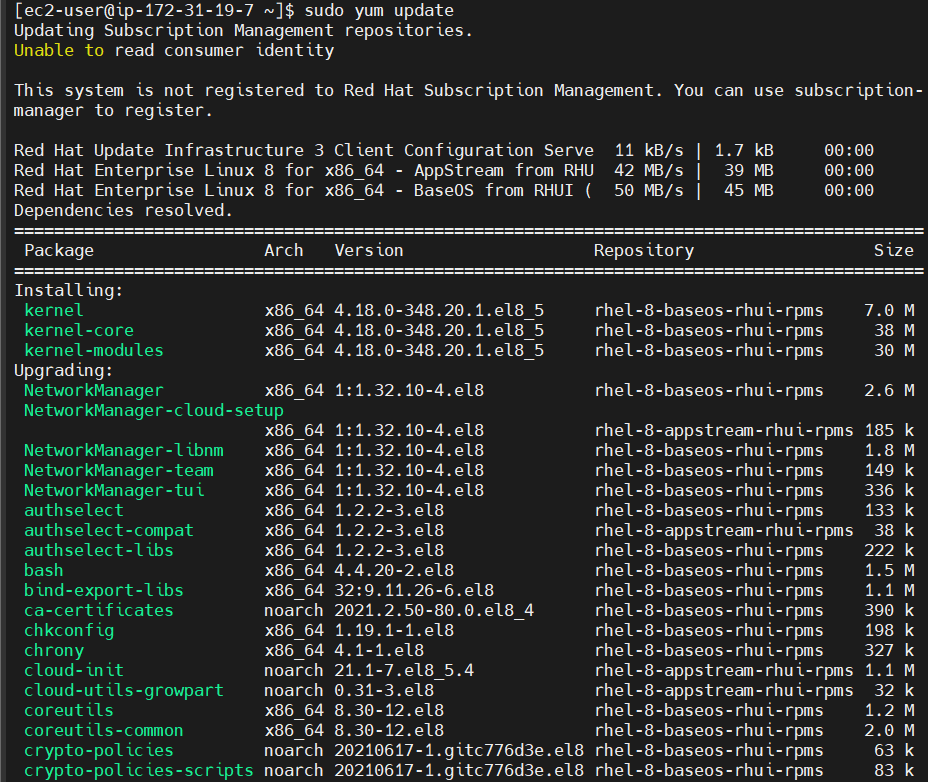 [ec2-user@ip-172-31-19-7 ~]$ sudo yum update
Updating Subscription Management repositories.
Unable to read consumer identity

This system is not registered to Red Hat Subscription Management. You can use subscription-
manager to register.

Red Hat Update Infrastructure 3 Client Configuration Serve  11 kB/s | 1.7 kB     00:00
Red Hat Enterprise Linux 8 for x86_64 - AppStream from RHU  42 MB/s |  39 MB     00:00
Red Hat Enterprise Linux 8 for x86_64 - BaseOS from RHUI (  50 MB/s |  45 MB     00:00
Dependencies resolved.
===========================================================================================
 Package                 Arch   Version                   Repository                  Size
===========================================================================================
Installing:
 kernel                  x86_64 4.18.0-348.20.1.el8_5     rhel-8-baseos-rhui-rpms    7.0 M
 kernel-core             x86_64 4.18.0-348.20.1.el8_5     rhel-8-baseos-rhui-rpms     38 M
 kernel-modules          x86_64 4.18.0-348.20.1.el8_5     rhel-8-baseos-rhui-rpms     30 M
Upgrading:
 NetworkManager          x86_64 1:1.32.10-4.el8           rhel-8-baseos-rhui-rpms    2.6 M
 NetworkManager-cloud-setup
                         x86_64 1:1.32.10-4.el8           rhel-8-appstream-rhui-rpms 185 k
 NetworkManager-libnm    x86_64 1:1.32.10-4.el8           rhel-8-baseos-rhui-rpms    1.8 M
 NetworkManager-team     x86_64 1:1.32.10-4.el8           rhel-8-baseos-rhui-rpms    149 k
 NetworkManager-tui      x86_64 1:1.32.10-4.el8           rhel-8-baseos-rhui-rpms    336 k
 authselect              x86_64 1.2.2-3.el8               rhel-8-baseos-rhui-rpms    133 k
 authselect-compat       x86_64 1.2.2-3.el8               rhel-8-appstream-rhui-rpms  38 k
 authselect-libs         x86_64 1.2.2-3.el8               rhel-8-baseos-rhui-rpms    222 k
 bash                    x86_64 4.4.20-2.el8              rhel-8-baseos-rhui-rpms    1.5 M
 bind-export-libs        x86_64 32:9.11.26-6.el8          rhel-8-baseos-rhui-rpms    1.1 M
 ca-certificates         noarch 2021.2.50-80.0.el8_4      rhel-8-baseos-rhui-rpms    390 k
 chkconfig               x86_64 1.19.1-1.el8              rhel-8-baseos-rhui-rpms    198 k
 chrony                  x86_64 4.1-1.el8                 rhel-8-baseos-rhui-rpms    327 k
 cloud-init              noarch 21.1-7.el8_5.4            rhel-8-appstream-rhui-rpms 1.1 M
 cloud-utils-growpart    noarch 0.31-3.el8                rhel-8-appstream-rhui-rpms  32 k
 coreutils               x86_64 8.30-12.el8               rhel-8-baseos-rhui-rpms    1.2 M
 coreutils-common        x86_64 8.30-12.el8               rhel-8-baseos-rhui-rpms    2.0 M
 crypto-policies         noarch 20210617-1.gitc776d3e.el8 rhel-8-baseos-rhui-rpms     63 k
 crypto-policies-scripts noarch 20210617-1.gitc776d3e.el8 rhel-8-baseos-rhui-rpms     83 k